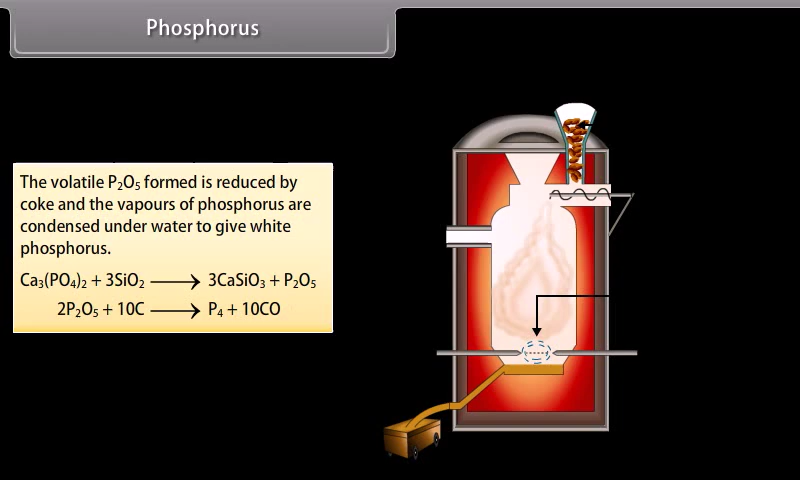 Phosphorus
The volatile P₂O₅ formed is reduced by
coke and the vapours of phosphorus are
condensed under water to give white
phosphorus.
Ca₃(PO₄)₂ + 3SiO₂ ⟶ 3CaSiO₃ + P₂O₅
2P₂O₅ + 10C ⟶ P₄ + 10CO